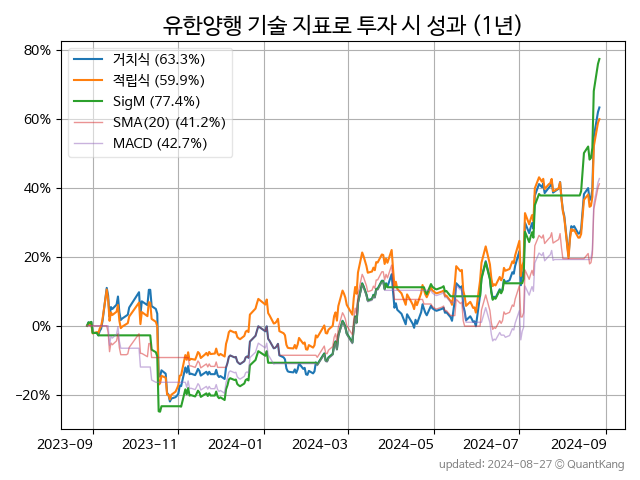 유한양행 기술 지표로 투자 시 성과 (1년)
거치식 (63.3%)
적립식 (59.9%)
SigM (77.4%)
SMA(20) (41.2%)
MACD (42.7%)
80%
60%
40%
20%
0%
−20%
2023-09 2023-11 2024-01 2024-03 2024-05 2024-07 2024-09
updated: 2024-08-27 © QuantKang